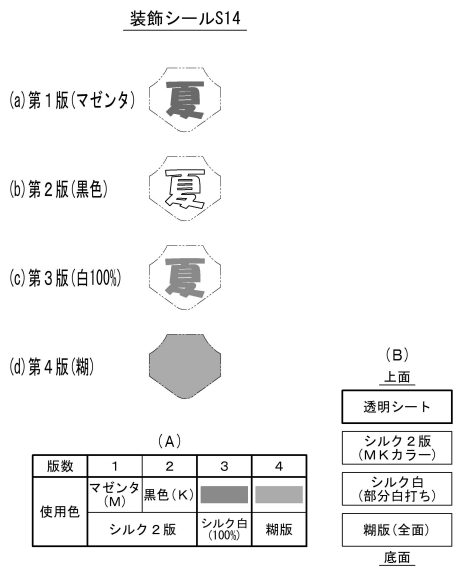 装飾シールS14
(a)第1版(マゼンタ)
夏
(b)第2版(黒色)
夏
(c)第3版(白100%)
夏
(d)第4版(糊)
(A)
版数 1 2 3 4
使用色 マゼンタ(M) 黒色(K)
シルク2版 シルク白(100%) 糊版
(B)
上面
透明シート
シルク2版
(MKカラー)
シルク白
(部分白打ち)
糊版(全面)
底面